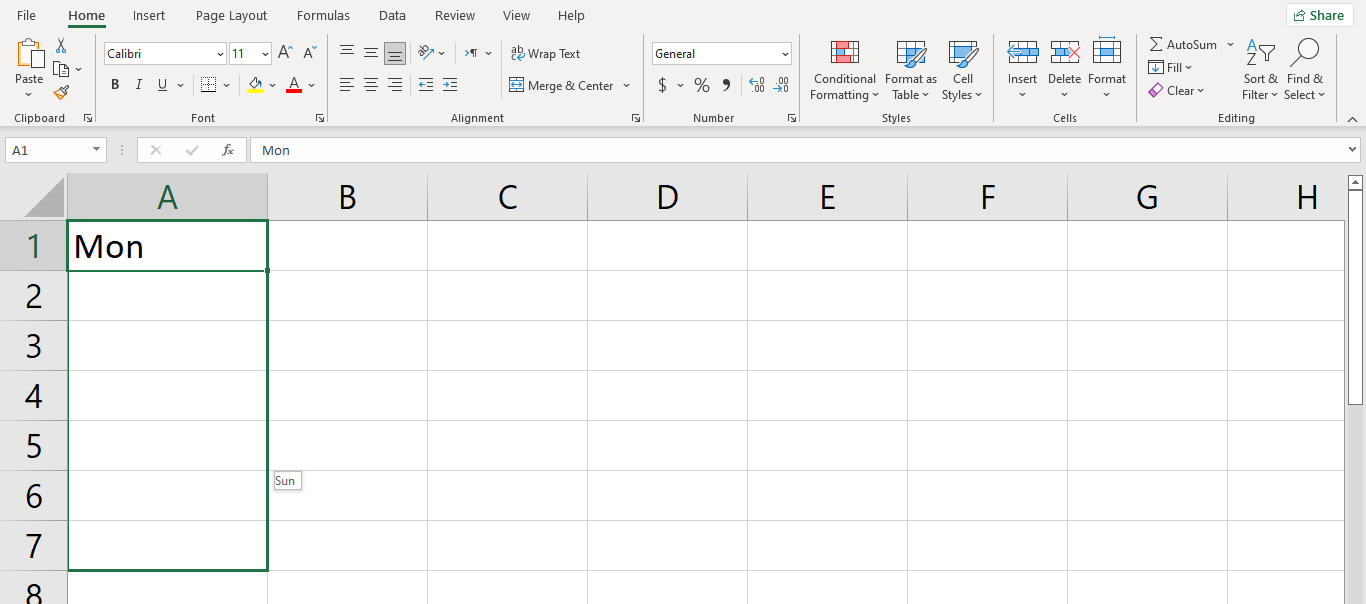 File Home Insert Page Layout Formulas Data Review View Help Share
Calibri 11 A A ab Wrap Text General
Paste B I U A Merge & Center $ % .0 .00 .00 .0
Conditional Formatting Format as Table Cell Styles Insert Delete Format
AutoSum
Fill
Clear
A Z Sort & Filter Find & Select
Clipboard Font Alignment Number Styles Cells Editing
A1 fx Mon
A B C D E F G H
1 Mon
2
3
4
5
Sun
6
7
8